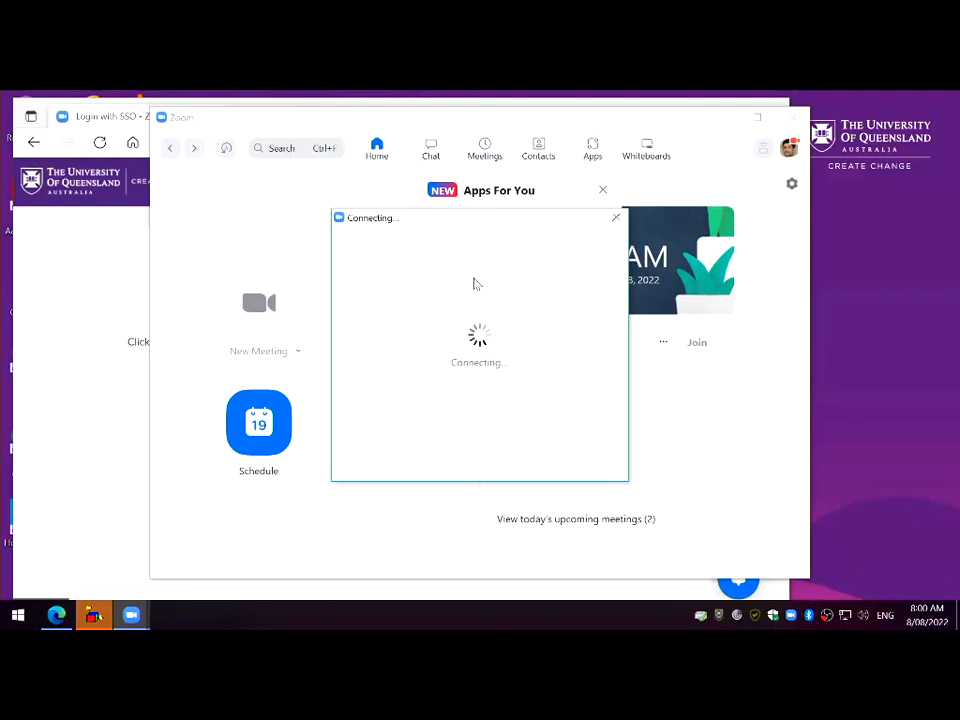 Login with SSO - Z
Zoom
Search Ctrl+F
Home
Chat
Meetings
Contacts
Apps
Whiteboards
THE UNIVERSITY
OF QUEENSLAND
AUSTRALIA
CREATE CHANGE
THE UNIVERSITY
OF QUEENSLAND
AUSTRALIA
CREA
NEW Apps For You
Connecting...
AM
8, 2022
Click
New Meeting
Connecting...
... Join
19
Schedule
View today's upcoming meetings (2)
ENG
8:00 AM
8/08/2022